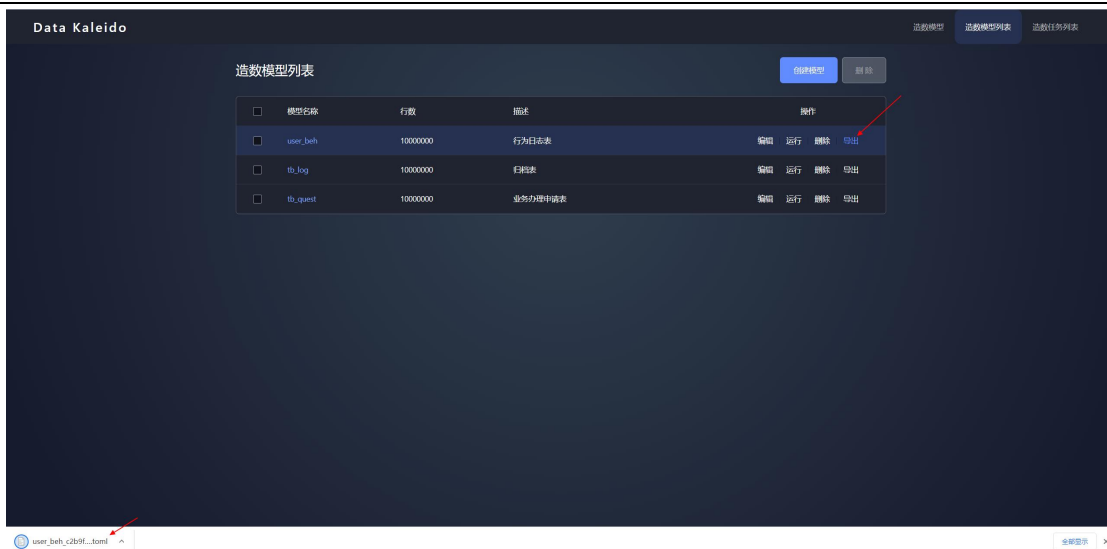 Data Kaleido 造数模型 造数模型列表 造数任务列表
造数模型列表 创建模型 删除
模型名称 行数 描述 操作
user_beh 10000000 行为日志表 编辑 运行 删除 导出
tb_log 10000000 归档表 编辑 运行 删除 导出
tb_quest 10000000 业务办理申请表 编辑 运行 删除 导出
user_beh_c2b9f....toml 全部显示